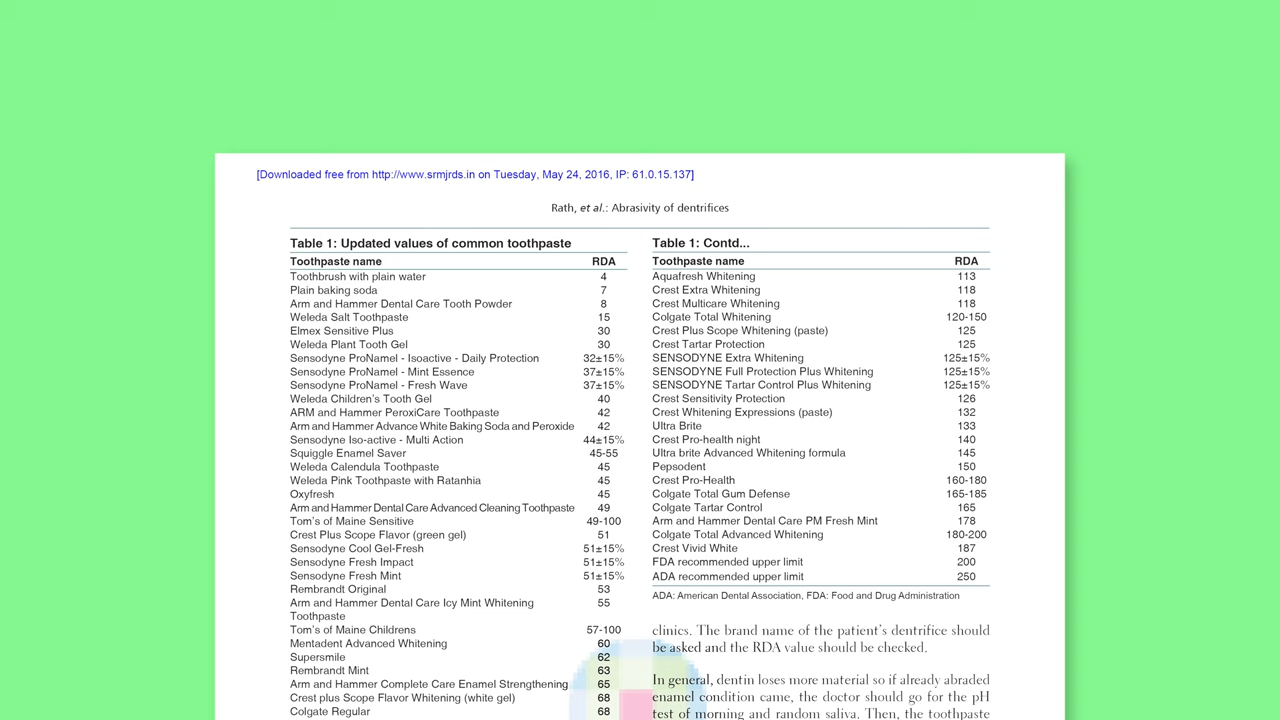 [Downloaded free from http://www.srmjrds.in on Tuesday, May 24, 2016, IP: 61.0.15.137]
Rath, et al.: Abrasivity of dentrifices
Table 1: Updated values of common toothpaste
Toothpaste name RDA
Toothbrush with plain water 4
Plain baking soda 7
Arm and Hammer Dental Care Tooth Powder 8
Weleda Salt Toothpaste 15
Elmex Sensitive Plus 30
Weleda Plant Tooth Gel 30
Sensodyne ProNamel - Isoactive - Daily Protection 32±15%
Sensodyne ProNamel - Mint Essence 37±15%
Sensodyne ProNamel - Fresh Wave 37±15%
Weleda Children's Tooth Gel 40
ARM and Hammer PeroxiCare Toothpaste 42
Arm and Hammer Advance White Baking Soda and Peroxide 42
Sensodyne Iso-active - Multi Action 44±15%
Squiggle Enamel Saver 45-55
Weleda Calendula Toothpaste 45
Weleda Pink Toothpaste with Ratanhia 45
Oxyfresh 45
Arm and Hammer Dental Care Advanced Cleaning Toothpaste 49
Tom's of Maine Sensitive 49-100
Crest Plus Scope Flavor (green gel) 51
Sensodyne Cool Gel-Fresh 51±15%
Sensodyne Fresh Impact 51±15%
Sensodyne Fresh Mint 51±15%
Rembrandt Original 53
Arm and Hammer Dental Care Icy Mint Whitening 55
Toothpaste
Tom's of Maine Childrens 57-100
Mentadent Advanced Whitening 60
Supersmile 62
Rembrandt Mint 63
Arm and Hammer Complete Care Enamel Strengthening 65
Crest plus Scope Flavor Whitening (white gel) 68
Colgate Regular 68
Table 1: Contd...
Toothpaste name RDA
Aquafresh Whitening 113
Crest Extra Whitening 118
Crest Multicare Whitening 118
Colgate Total Whitening 120-150
Crest Plus Scope Whitening (paste) 125
Crest Tartar Protection 125
SENSODYNE Extra Whitening 125±15%
SENSODYNE Full Protection Plus Whitening 125±15%
SENSODYNE Tartar Control Plus Whitening 125±15%
Crest Sensitivity Protection 126
Crest Whitening Expressions (paste) 132
Ultra Brite 133
Crest Pro-health night 140
Ultra brite Advanced Whitening formula 145
Pepsodent 150
Crest Pro-Health 160-180
Colgate Total Gum Defense 165-185
Colgate Tartar Control 165
Arm and Hammer Dental Care PM Fresh Mint 178
Colgate Total Advanced Whitening 180-200
Crest Vivid White 187
FDA recommended upper limit 200
ADA recommended upper limit 250
ADA: American Dental Association, FDA: Food and Drug Administration
clinics. The brand name of the patient's dentrifice should
be asked and the RDA value should be checked.
In general, dentin loses more material so if already abraded
enamel condition came, the doctor should go for the pH
test of morning and random saliva. Then, the toothpaste